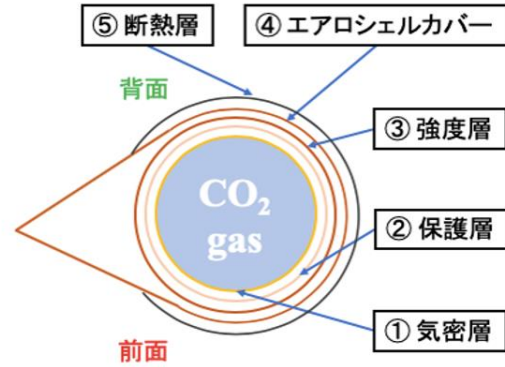 ⑤ 断熱層
④ エアロシェルカバー
背面
③ 強度層
CO₂
gas
② 保護層
① 気密層
前面